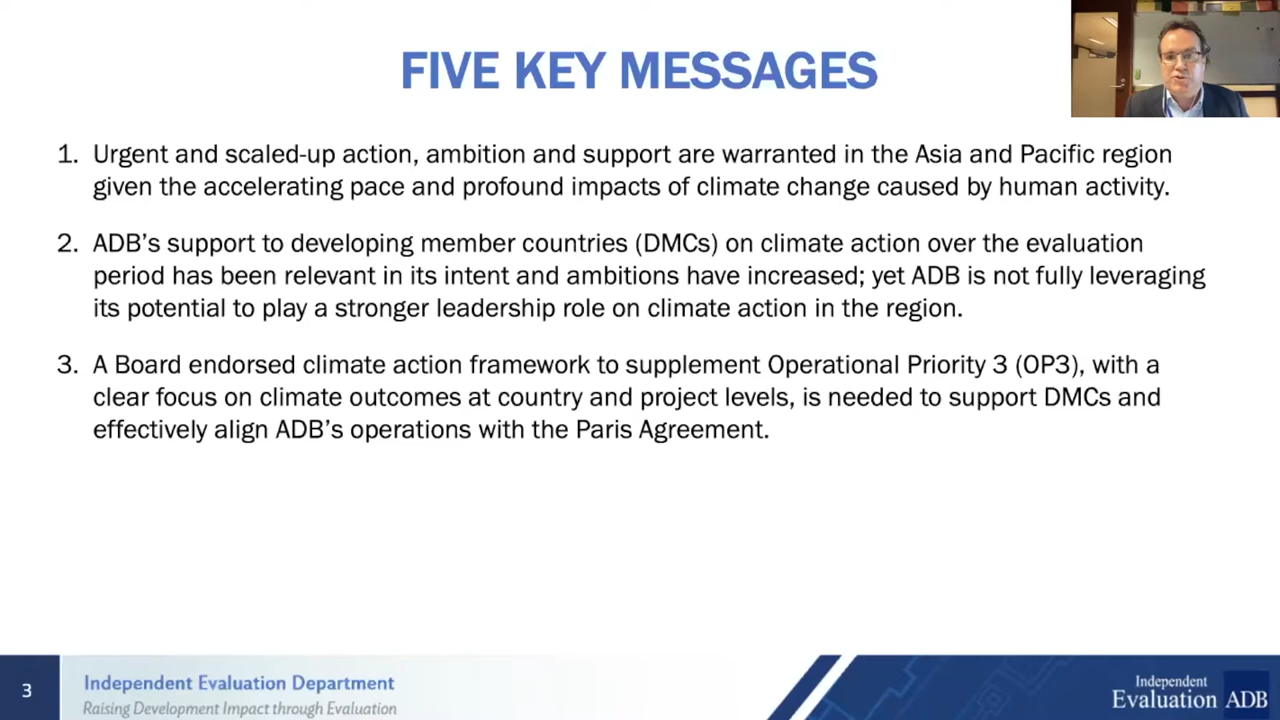 FIVE KEY MESSAGES
1. Urgent and scaled-up action, ambition and support are warranted in the Asia and Pacific region
given the accelerating pace and profound impacts of climate change caused by human activity.
2. ADB’s support to developing member countries (DMCs) on climate action over the evaluation
period has been relevant in its intent and ambitions have increased; yet ADB is not fully leveraging
its potential to play a stronger leadership role on climate action in the region.
3. A Board endorsed climate action framework to supplement Operational Priority 3 (OP3), with a
clear focus on climate outcomes at country and project levels, is needed to support DMCs and
effectively align ADB’s operations with the Paris Agreement.
3
Independent Evaluation Department
Raising Development Impact through Evaluation
Independent
Evaluation ADB